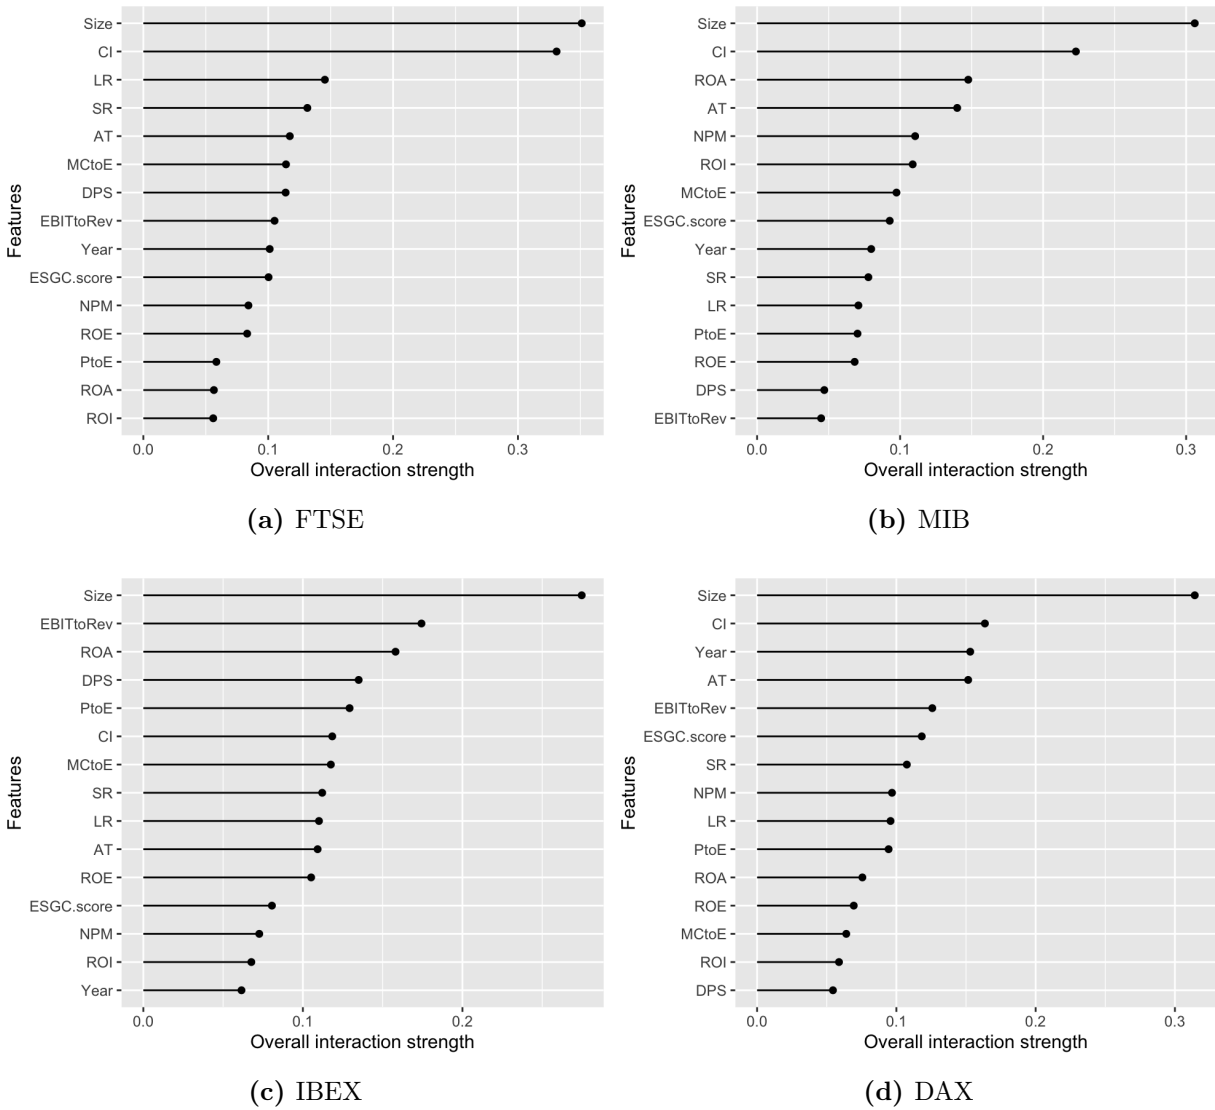 Features
Size
CI
LR
SR
AT
MCtoE
DPS
EBITtoRev
Year
ESGC.score
NPM
ROE
PtoE
ROA
ROI
0.0 0.1 0.2 0.3
Overall interaction strength
(a) FTSE
Features
Size
CI
ROA
AT
NPM
ROI
MCtoE
ESGC.score
Year
SR
LR
PtoE
ROE
DPS
EBITtoRev
0.0 0.1 0.2 0.3
Overall interaction strength
(b) MIB
Features
Size
EBITtoRev
ROA
DPS
PtoE
CI
MCtoE
SR
LR
AT
ROE
ESGC.score
NPM
ROI
Year
0.0 0.1 0.2
Overall interaction strength
(c) IBEX
Features
Size
CI
Year
AT
EBITtoRev
ESGC.score
SR
NPM
LR
PtoE
ROA
ROE
MCtoE
ROI
DPS
0.0 0.1 0.2 0.3
Overall interaction strength
(d) DAX